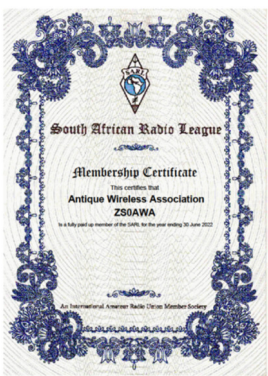 SARL
South African Radio League
Membership Certificate
This certifies that
Antique Wireless Association
ZS0AWA
Is a fully paid up member of the SARL for the year ending 30 June 2022
An International Amateur Radio Union Member-Society